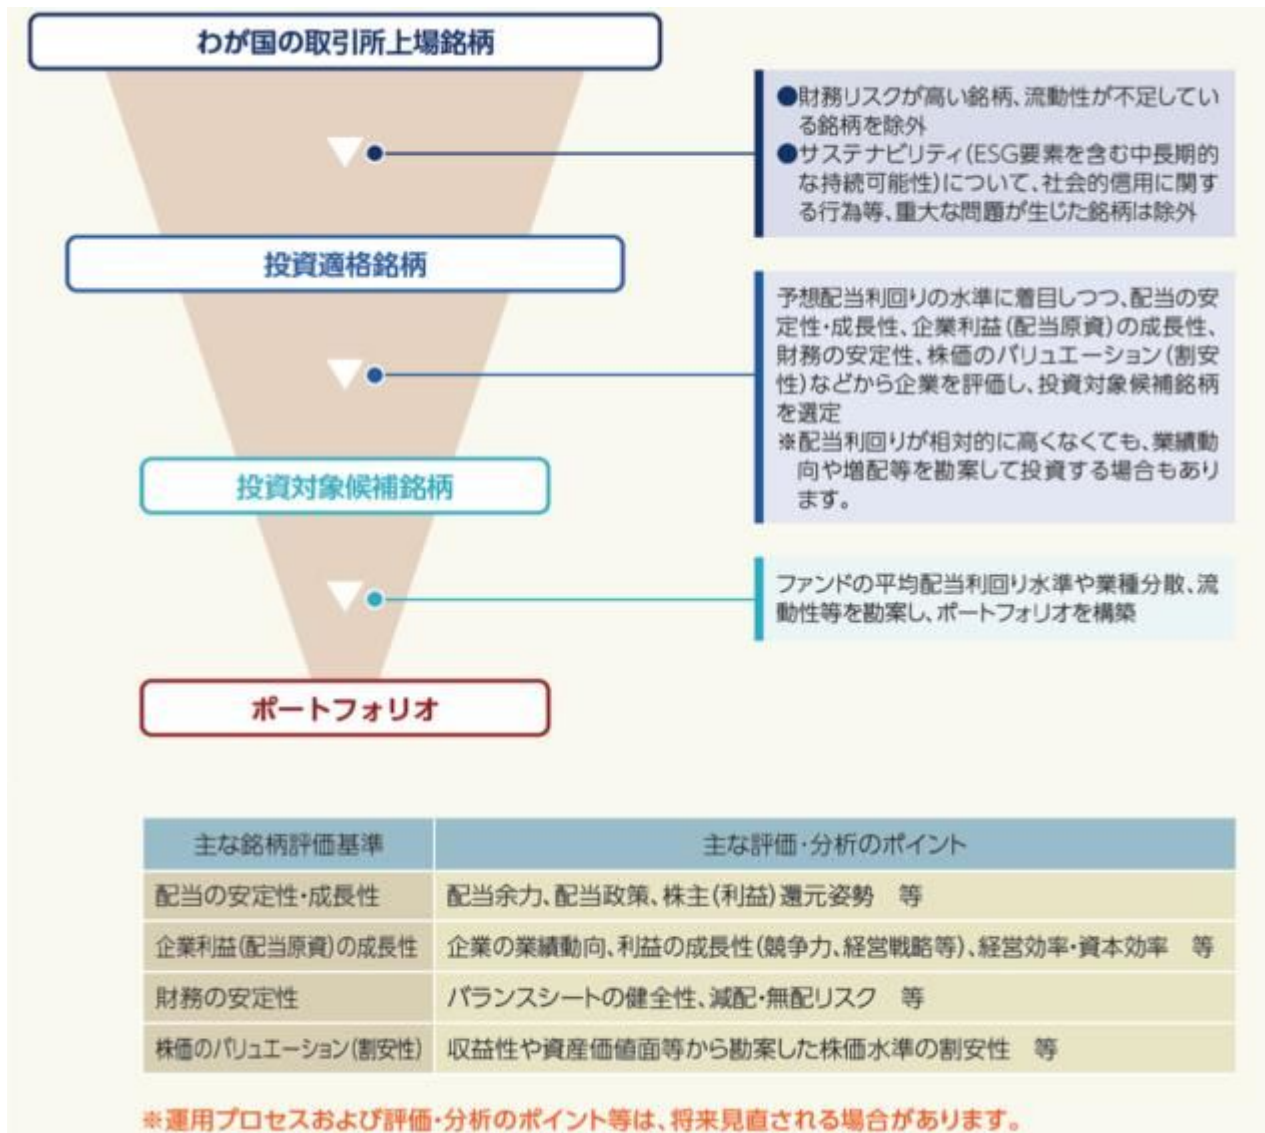 わが国の取引所上場銘柄
●財務リスクが高い銘柄、流動性が不足してい
る銘柄を除外
●サステナビリティ(ESG要素を含む中長期的
な持続可能性)について、社会的信用に関す
る行為等、重大な問題が生じた銘柄は除外
投資適格銘柄
予想配当利回りの水準に着目しつつ、配当の安
定性・成長性、企業利益(配当原資)の成長性、
財務の安定性、株価のバリュエーション(割安
性)などから企業を評価し、投資対象候補銘柄
を選定
※配当利回りが相対的に高くなくても、業績動
向や増配等を勘案して投資する場合もあり
ます。
投資対象候補銘柄
ファンドの平均配当利回り水準や業種分散、流
動性等を勘案し、ポートフォリオを構築
ポートフォリオ
主な銘柄評価基準 主な評価・分析のポイント
配当の安定性・成長性 配当余力、配当政策、株主(利益)還元姿勢 等
企業利益(配当原資)の成長性 企業の業績動向、利益の成長性(競争力、経営戦略等)、経営効率・資本効率 等
財務の安定性 バランスシートの健全性、減配・無配リスク 等
株価のバリュエーション(割安性) 収益性や資産価値面等から勘案した株価水準の割安性 等
※運用プロセスおよび評価・分析のポイント等は、将来見直される場合があります。